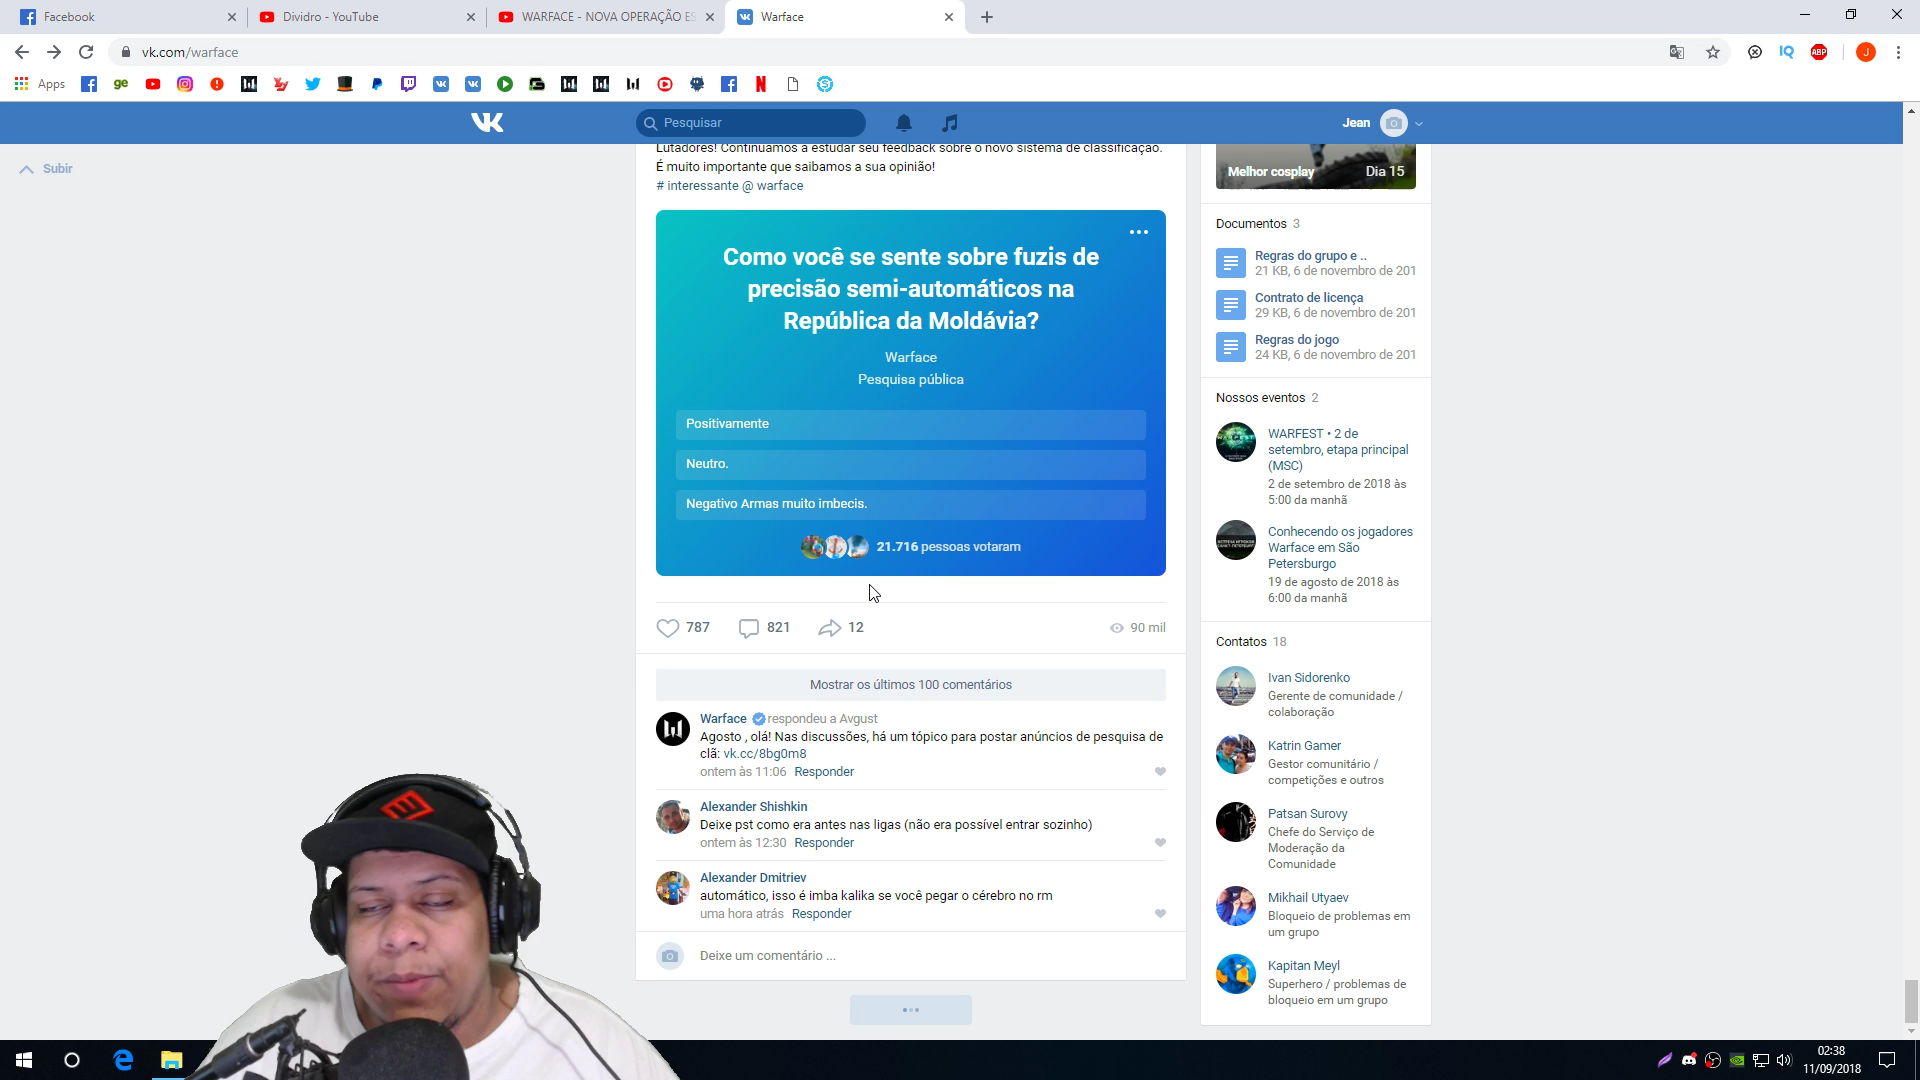 Facebook
Dividro - YouTube
WARFACE - NOVA OPERAÇÃO ES
Warface
vk.com/warface
ABP
J
Apps
ge
Pesquisar
Jean
Subir
Lutadores! Continuamos a estudar seu feedback sobre o novo sistema de classificação.
É muito importante que saibamos a sua opinião!
# interessante @ warface
Como você se sente sobre fuzis de
precisão semi-automáticos na
República da Moldávia?
Warface
Pesquisa pública
Positivamente
Neutro.
Negativo Armas muito imbecis.
21.716 pessoas votaram
787
821
12
90 mil
Mostrar os últimos 100 comentários
Warface respondeu a Avgust
Agosto , olá! Nas discussões, há um tópico para postar anúncios de pesquisa de
clã: vk.cc/8bg0m8
ontem às 11:06 Responder
Alexander Shishkin
Deixe pst como era antes nas ligas (não era possível entrar sozinho)
ontem às 12:30 Responder
Alexander Dmitriev
automático, isso é imba kalika se você pegar o cérebro no rm
uma hora atrás Responder
Deixe um comentário ...
Melhor cosplay Dia 15
Documentos 3
Regras do grupo e ..
21 KB, 6 de novembro de 201
Contrato de licença
29 KB, 6 de novembro de 201
Regras do jogo
24 KB, 6 de novembro de 201
Nossos eventos 2
WARFEST • 2 de
setembro, etapa principal
(MSC)
2 de setembro de 2018 às
5:00 da manhã
Conhecendo os jogadores
Warface em São
Petersburgo
19 de agosto de 2018 às
6:00 da manhã
Contatos 18
Ivan Sidorenko
Gerente de comunidade /
colaboração
Katrin Gamer
Gestor comunitário /
competições e outros
Patsan Surovy
Chefe do Serviço de
Moderação da
Comunidade
Mikhail Utyaev
Bloqueio de problemas em
um grupo
Kapitan Meyl
Superhero / problemas de
bloqueio em um grupo
02:38
11/09/2018